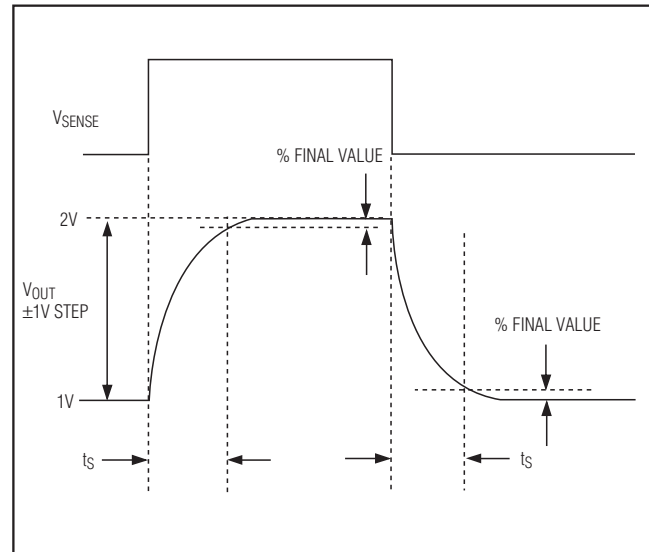 VSENSE
% FINAL VALUE
2V
VOUT
±1V STEP
% FINAL VALUE
1V
tS
tS